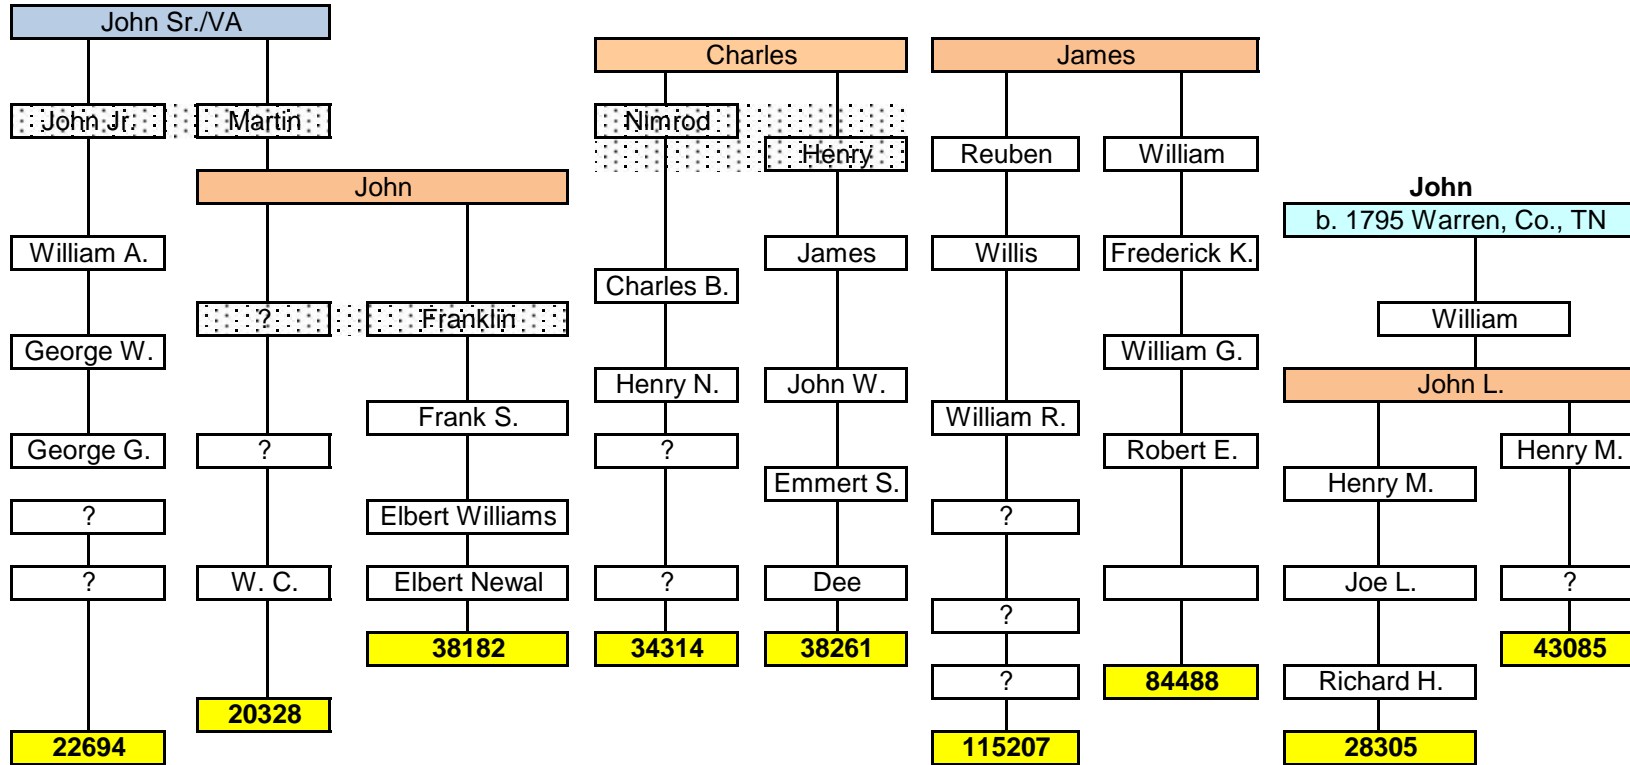 John Sr./VA
Charles
James
John Jr.
Martin
Nimrod
Henry
Reuben
William
John
John
b. 1795 Warren, Co., TN
William A.
James
Willis
Frederick K.
Charles B.
?
Franklin
William
George W.
William G.
Henry N.
John W.
John L.
Frank S.
William R.
George G.
?
?
Robert E.
Henry M.
Emmert S.
Henry M.
?
Elbert Williams
?
?
W. C.
Elbert Newal
?
Dee
Joe L.
?
?
38182
34314
38261
43085
?
84488
Richard H.
20328
22694
115207
28305